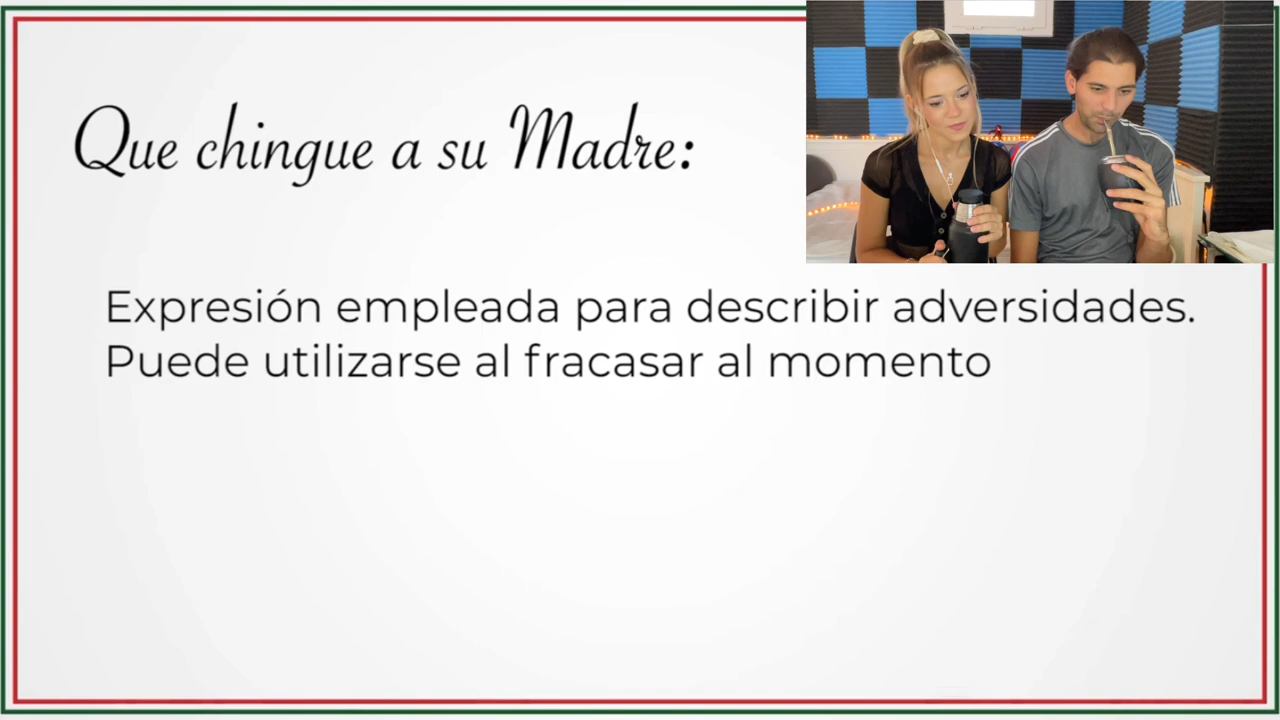 Que chingue a su Madre:
Expresión empleada para describir adversidades.
Puede utilizarse al fracasar al momento